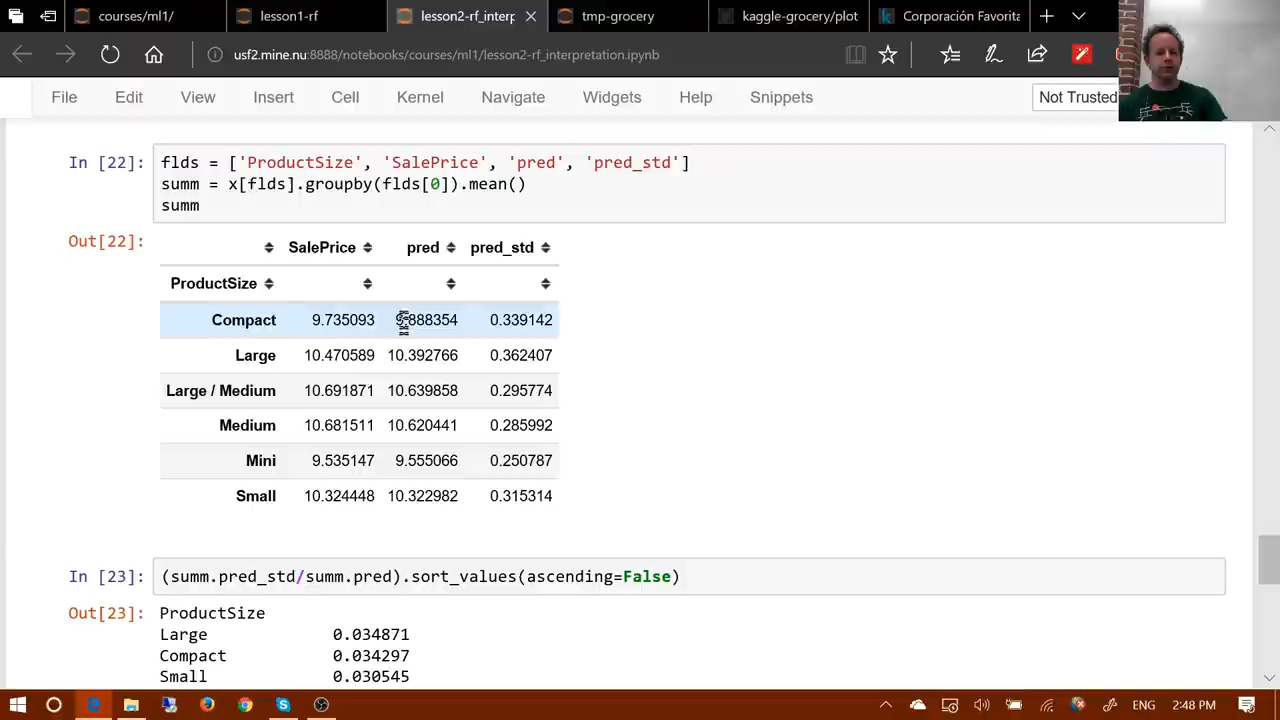 courses/ml1/
lesson1-rf
lesson2-rf_interp
tmp-grocery
kaggle-grocery/plot
Corporación Favorita
usf2.mine.nu:8888/notebooks/courses/ml1/lesson2-rf_interpretation.ipynb
File Edit View Insert Cell Kernel Navigate Widgets Help Snippets Not Trusted
In [22]: flds = ['ProductSize', 'SalePrice', 'pred', 'pred_std']
summ = x[flds].groupby(flds[0]).mean()
summ
Out[22]:
SalePrice pred pred_std
ProductSize
Compact 9.735093 9.888354 0.339142
Large 10.470589 10.392766 0.362407
Large / Medium 10.691871 10.639858 0.295774
Medium 10.681511 10.620441 0.285992
Mini 9.535147 9.555066 0.250787
Small 10.324448 10.322982 0.315314
In [23]: (summ.pred_std/summ.pred).sort_values(ascending=False)
Out[23]: ProductSize
Large 0.034871
Compact 0.034297
Small 0.030545
ENG 2:48 PM